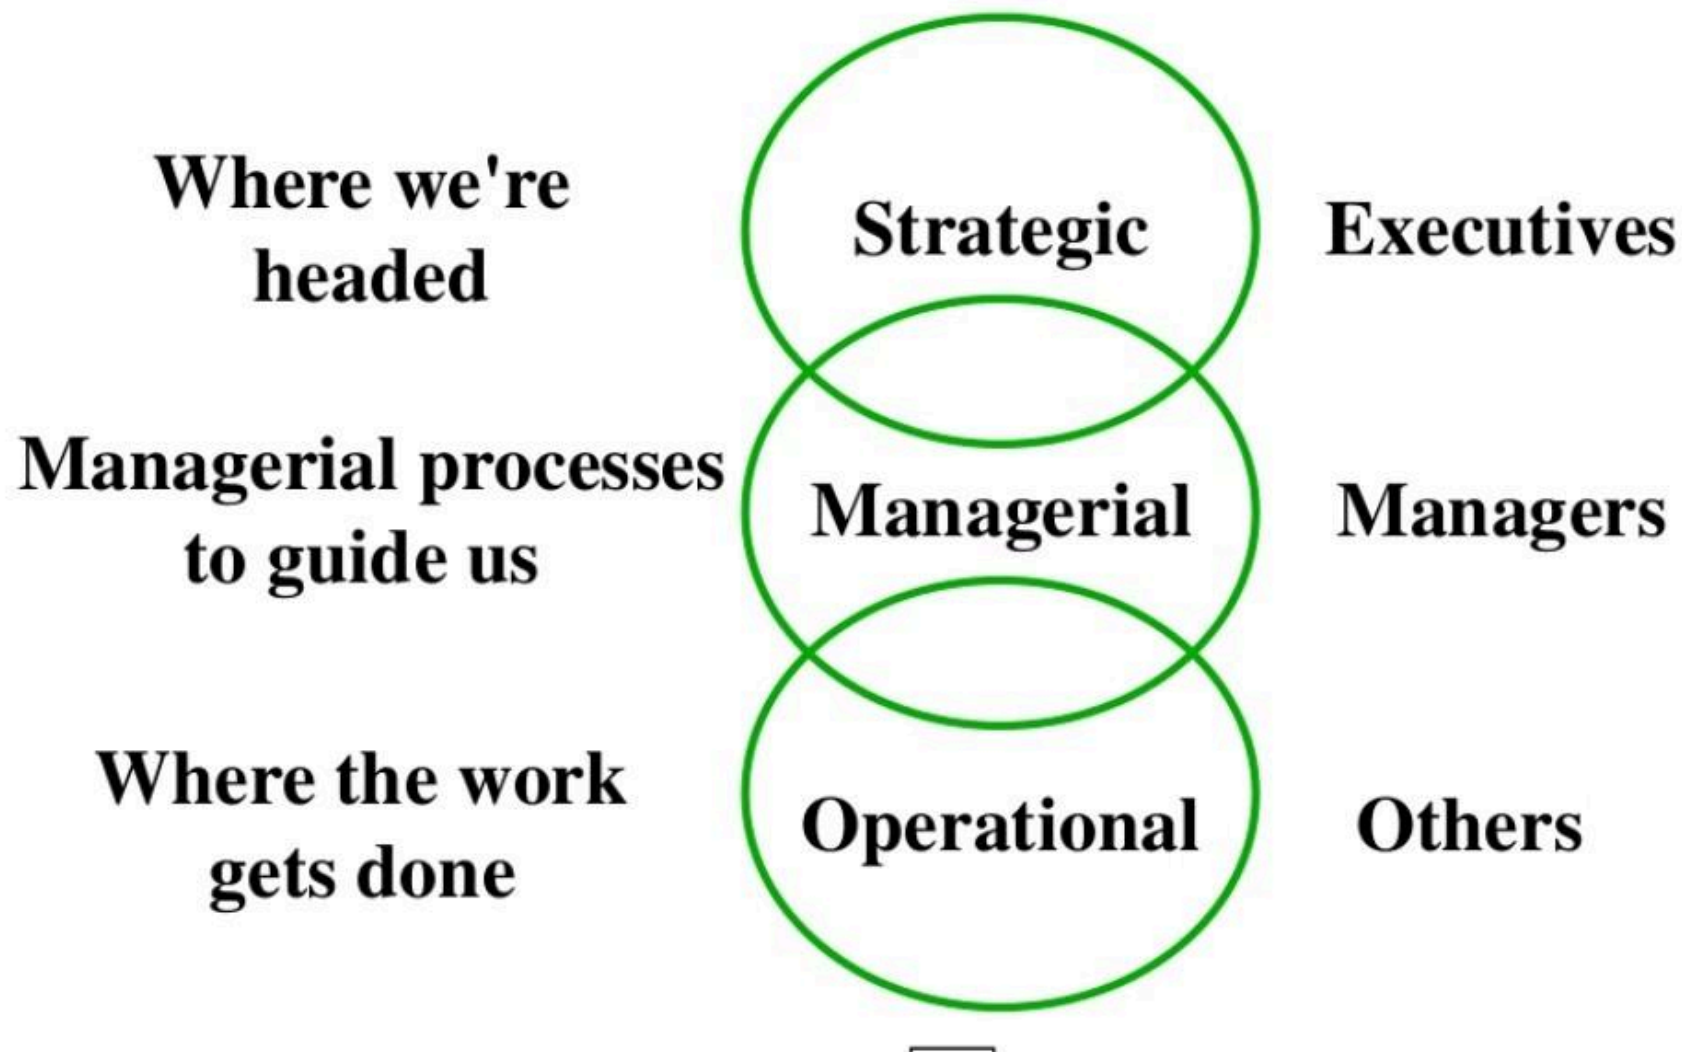 Where we're
headed
Strategic
Executives
Managerial processes
to guide us
Managerial
Managers
Where the work
gets done
Operational
Others